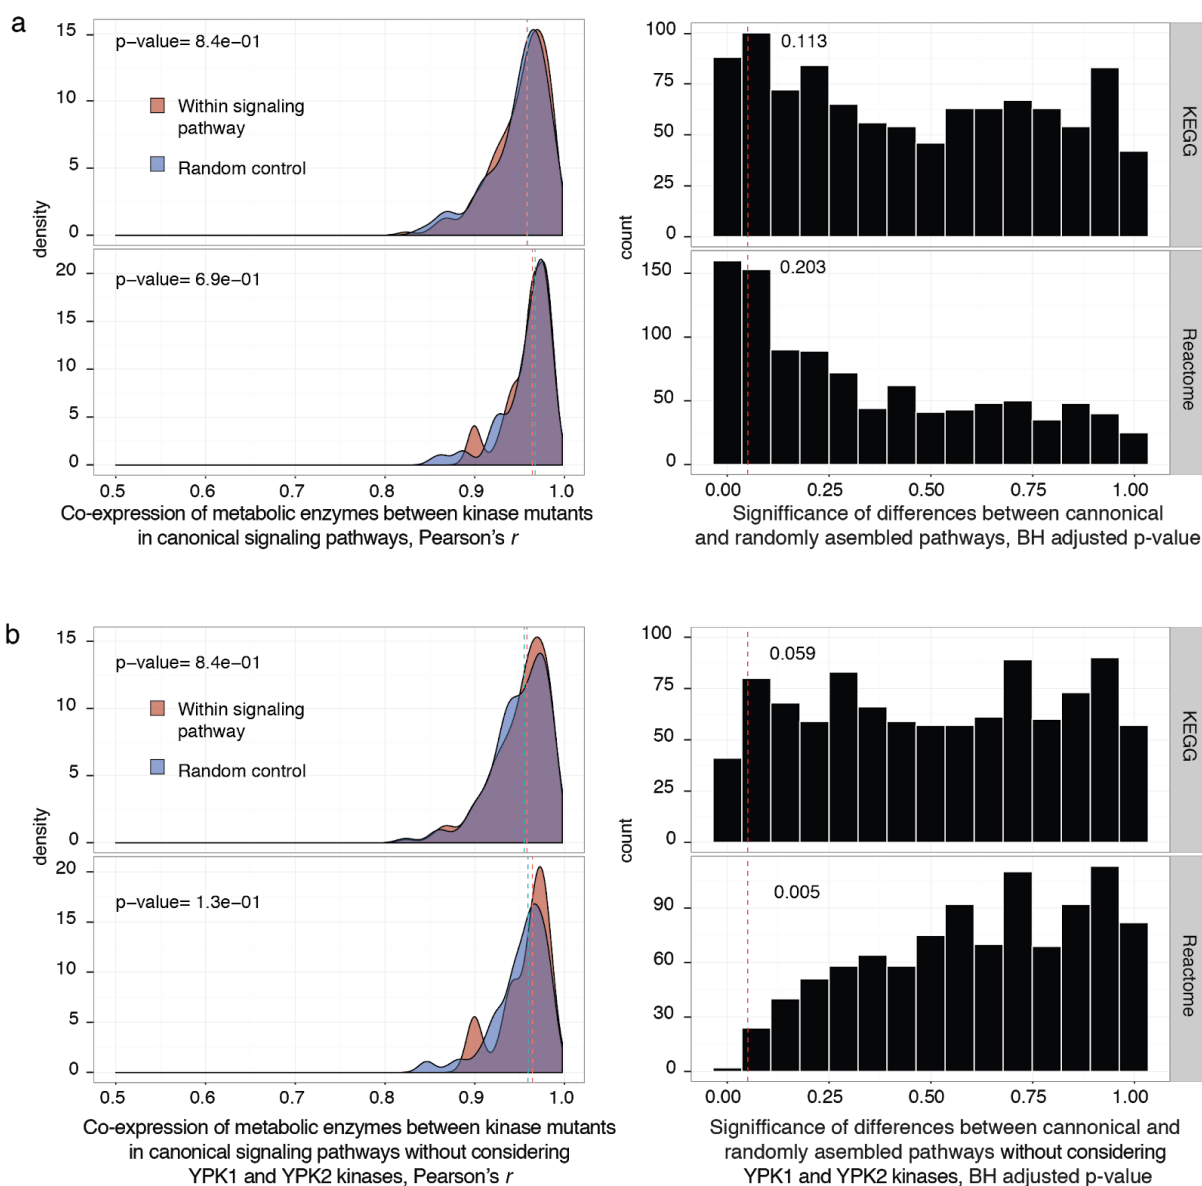 a
15
10
5
0
density
p-value= 8.4e-01
Within signaling
pathway
Random control
20
15
10
5
0
p-value= 6.9e-01
0.5 0.6 0.7 0.8 0.9 1.0
Co-expression of metabolic enzymes between kinase mutants
in canonical signaling pathways, Pearson's r
100
75
50
25
0
count
0.113
KEGG
150
100
50
0
0.203
Reactome
0.00 0.25 0.50 0.75 1.00
Signiificance of differences between cannonical
and randomly asembled pathways, BH adjusted p-value
b
15
10
5
0
density
p-value= 8.4e-01
Within signaling
pathway
Random control
20
15
10
5
0
p-value= 1.3e-01
0.5 0.6 0.7 0.8 0.9 1.0
Co-expression of metabolic enzymes between kinase mutants
in canonical signaling pathways without considering
YPK1 and YPK2 kinases, Pearson's r
100
75
50
25
0
count
0.059
KEGG
90
60
30
0
0.005
Reactome
0.00 0.25 0.50 0.75 1.00
Significance of differences between cannonical and
randomly asembled pathways without considering
YPK1 and YPK2 kinases, BH adjusted p-value